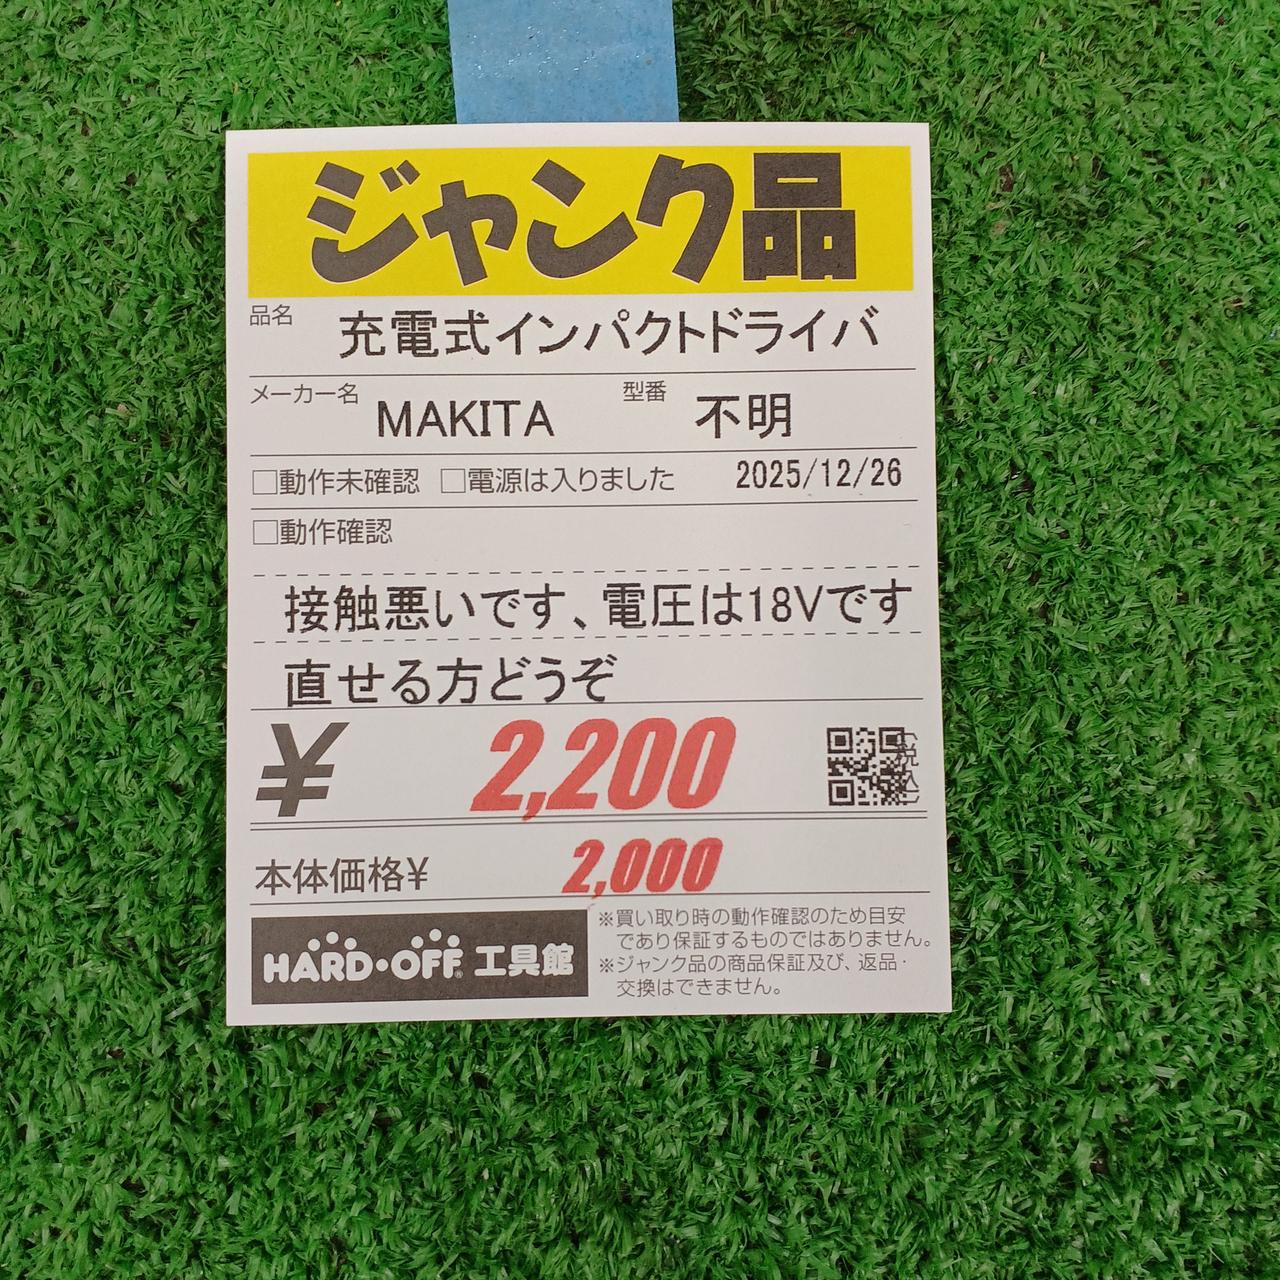 ジャンク品
品名 充電式インパクトドライバ
メーカー名 MAKITA 型番 不明
□動作未確認 □電源は入りました 2025/12/26
□動作確認
接触悪いです、電圧は18Vです
直せる方どうぞ
¥ 2,200 (税込)
本体価格¥ 2,000
HARD・OFF® 工具館
※買い取り時の動作確認のため目安
であり保証するものではありません。
※ジャンク品の商品保証及び、返品・
交換はできません。